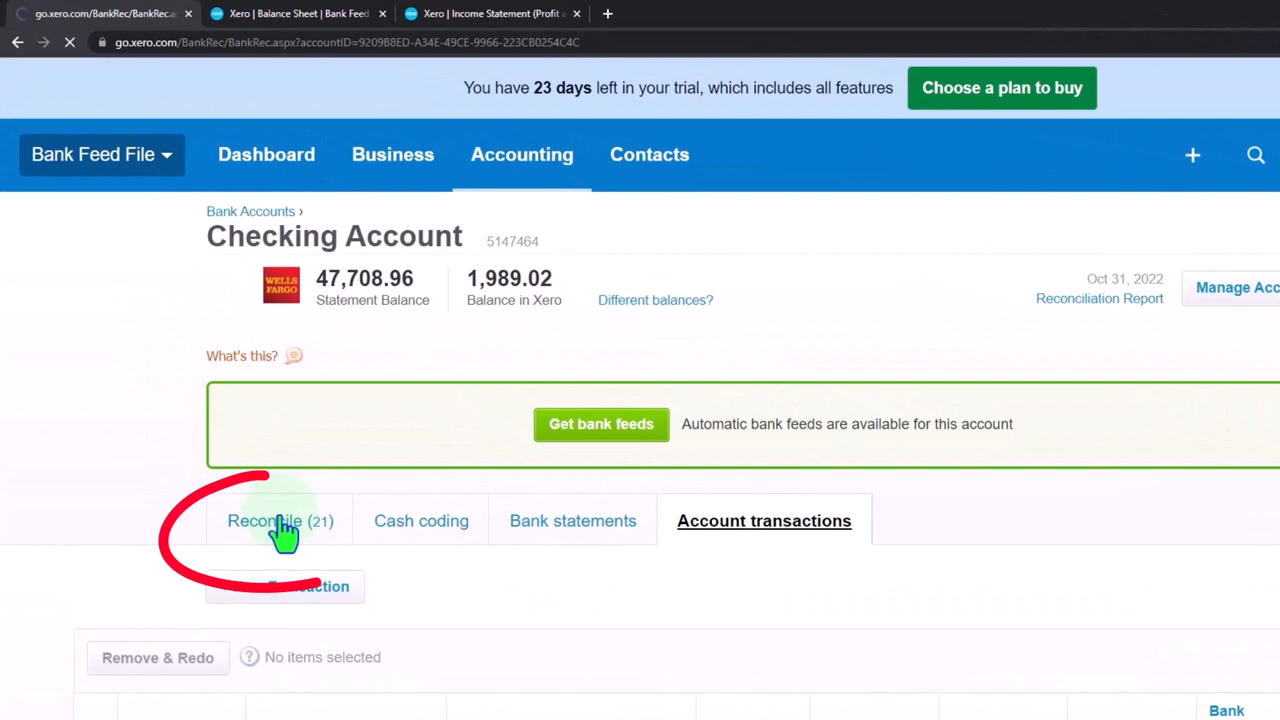 go.xero.com/BankRec/BankRec.as
Xero | Balance Sheet | Bank Feed
Xero | Income Statement (Profit a
go.xero.com/BankRec/BankRec.aspx?accountID=9209B8ED-A34E-49CE-9966-223CB0254C4C
You have 23 days left in your trial, which includes all features
Choose a plan to buy
Bank Feed File
Dashboard
Business
Accounting
Contacts
Bank Accounts ›
Checking Account 5147464
WELLS FARGO
47,708.96
Statement Balance
1,989.02
Balance in Xero
Different balances?
Oct 31, 2022
Reconciliation Report
Manage Acc
What's this?
Get bank feeds
Automatic bank feeds are available for this account
Reconcile (21)
Cash coding
Bank statements
Account transactions
Remove & Redo
? No items selected
Bank